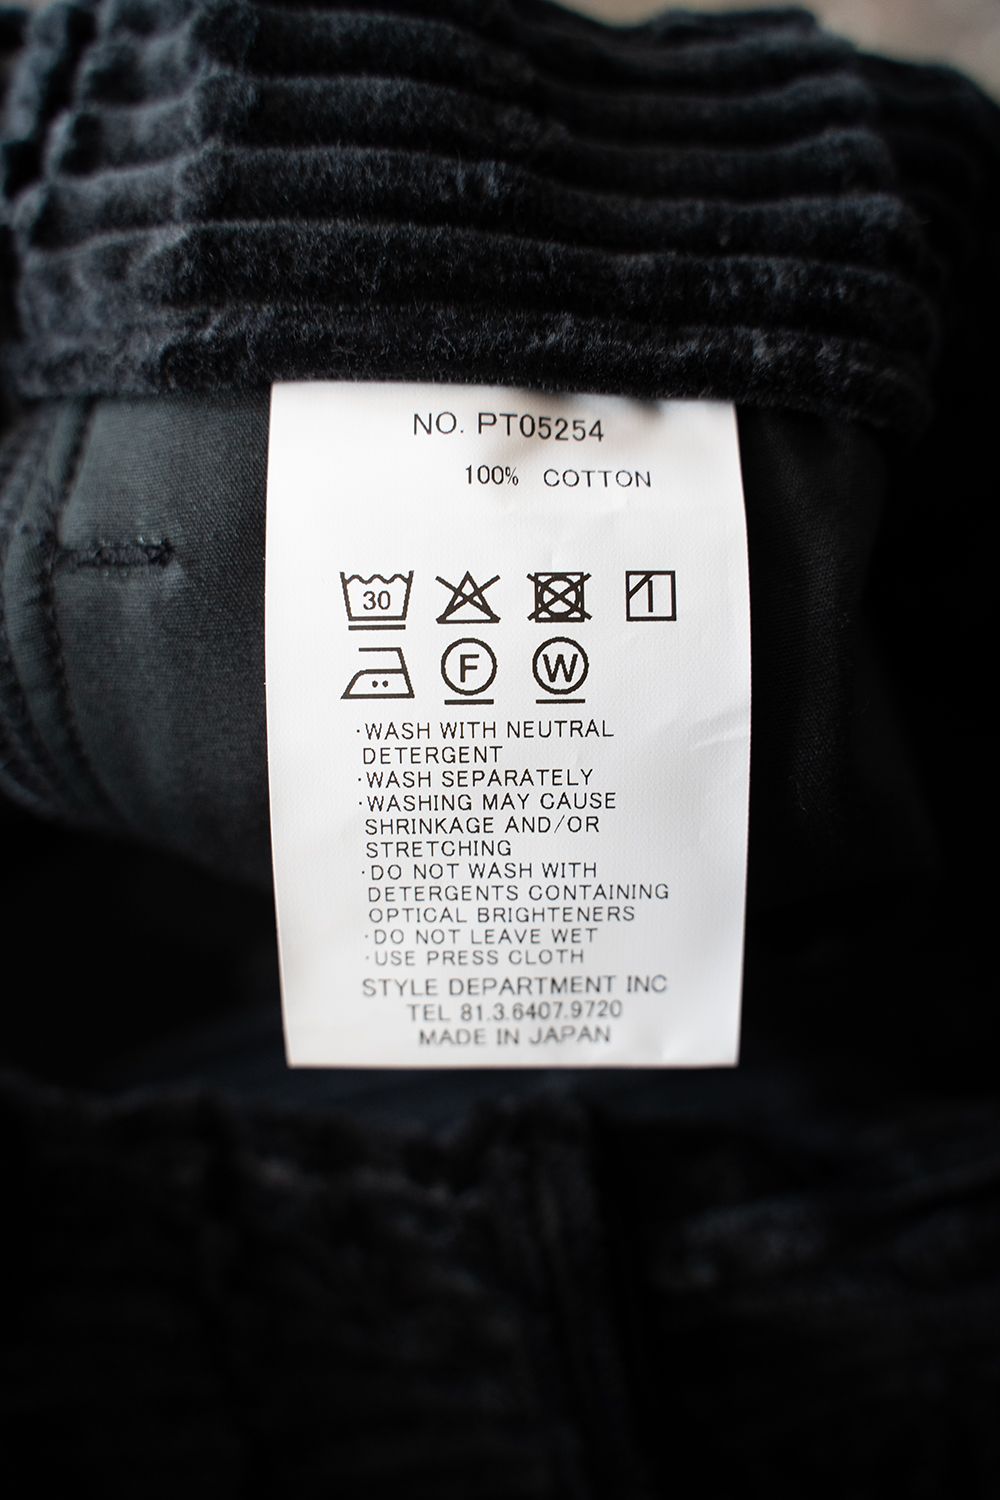 NO. PT05254
100% COTTON
30
F W
·WASH WITH NEUTRAL
DETERGENT
·WASH SEPARATELY
·WASHING MAY CAUSE
SHRINKAGE AND/OR
STRETCHING
·DO NOT WASH WITH
DETERGENTS CONTAINING
OPTICAL BRIGHTENERS
·DO NOT LEAVE WET
·USE PRESS CLOTH
STYLE DEPARTMENT INC
TEL 81.3.6407.9720
MADE IN JAPAN